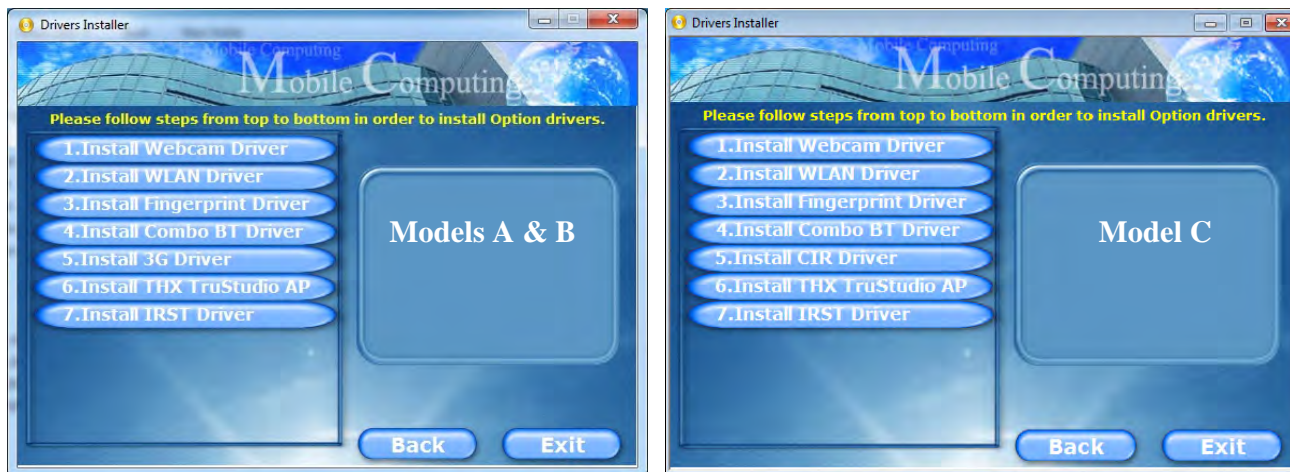 Drivers Installer
Mobile Computing
Mobile Computing
Please follow steps from top to bottom in order to install Option drivers.
1.Install Webcam Driver
2.Install WLAN Driver
3.Install Fingerprint Driver
4.Install Combo BT Driver
5.Install 3G Driver
6.Install THX TruStudio AP
7.Install IRST Driver
Models A & B
Back
Exit
Drivers Installer
Mobile Computing
Mobile Computing
Please follow steps from top to bottom in order to install Option drivers.
1.Install Webcam Driver
2.Install WLAN Driver
3.Install Fingerprint Driver
4.Install Combo BT Driver
5.Install CIR Driver
6.Install THX TruStudio AP
7.Install IRST Driver
Model C
Back
Exit